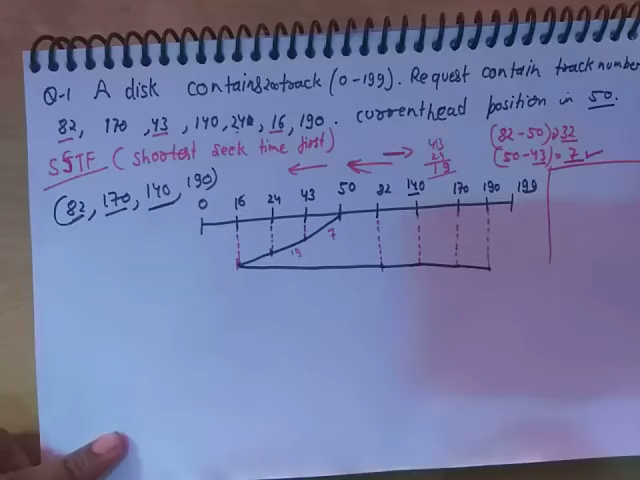 Q-1 A disk contains 200 track (0-199). Request contain track number
82, 170, 43, 140, 24, 16, 190. current head position in 50.
SSTF (shortest seek time first)
43
24
19
(82-50)=32
(50-43)=7
(82, 170, 140, 190)
0 16 24 43 50 82 140 170 190 199
19 7